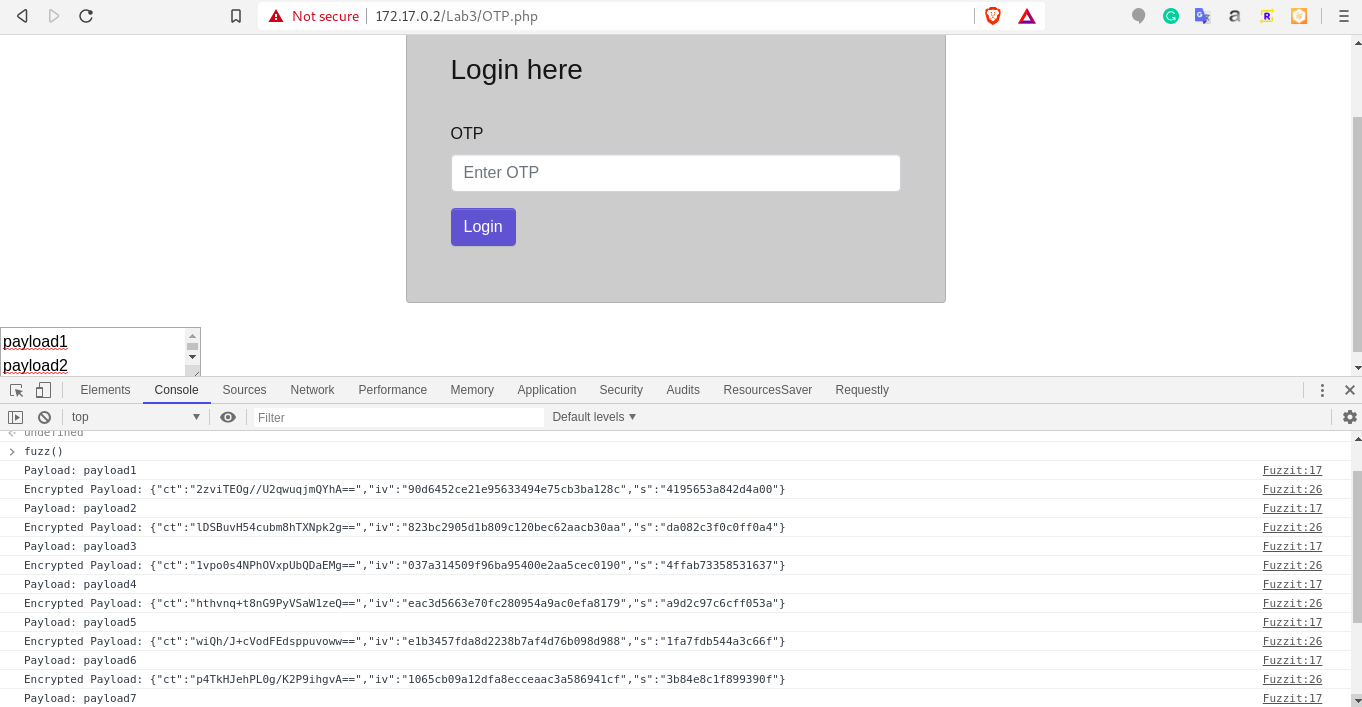 Not secure 172.17.0.2/Lab3/OTP.php
Login here
OTP
Enter OTP
Login
payload1
payload2
Elements Console Sources Network Performance Memory Application Security Audits ResourcesSaver Requestly
top Filter Default levels
undefined
fuzz()
Payload: payload1 Fuzzit:17
Encrypted Payload: {"ct":"2zviTEOg//U2qwuqjmQYhA==","iv":"90d6452ce21e95633494e75cb3ba128c","s":"4195653a842d4a00"} Fuzzit:26
Payload: payload2 Fuzzit:17
Encrypted Payload: {"ct":"lDSBuvH54cubm8hTXNpk2g==","iv":"823bc2905d1b809c120bec62aacb30aa","s":"da082c3f0c0ff0a4"} Fuzzit:26
Payload: payload3 Fuzzit:17
Encrypted Payload: {"ct":"1vpo0s4NPhOVxpUbQDaEMg==","iv":"037a314509f96ba95400e2aa5cec0190","s":"4ffab73358531637"} Fuzzit:26
Payload: payload4 Fuzzit:17
Encrypted Payload: {"ct":"hthvnq+t8nG9PyVSaW1zeQ==","iv":"eac3d5663e70fc280954a9ac0efa8179","s":"a9d2c97c6cff053a"} Fuzzit:26
Payload: payload5 Fuzzit:17
Encrypted Payload: {"ct":"wiQh/J+cVodFEdsppuvoww==","iv":"e1b3457fda8d2238b7af4d76b098d988","s":"1fa7fdb544a3c66f"} Fuzzit:26
Payload: payload6 Fuzzit:17
Encrypted Payload: {"ct":"p4TkHJehPL0g/K2P9ihgvA==","iv":"1065cb09a12dfa8ecceaac3a586941cf","s":"3b84e8c1f899390f"} Fuzzit:26
Payload: payload7 Fuzzit:17